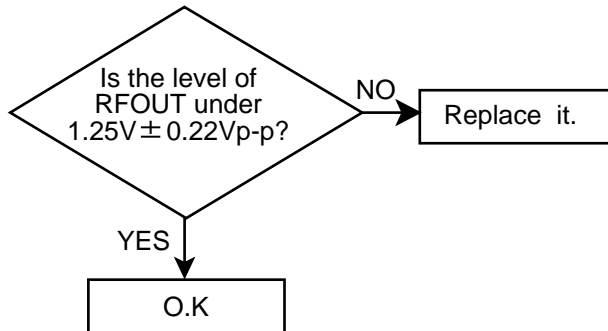 Is the level of
RFOUT under
1.25V±0.22Vp-p?
NO
Replace it.
YES
O.K